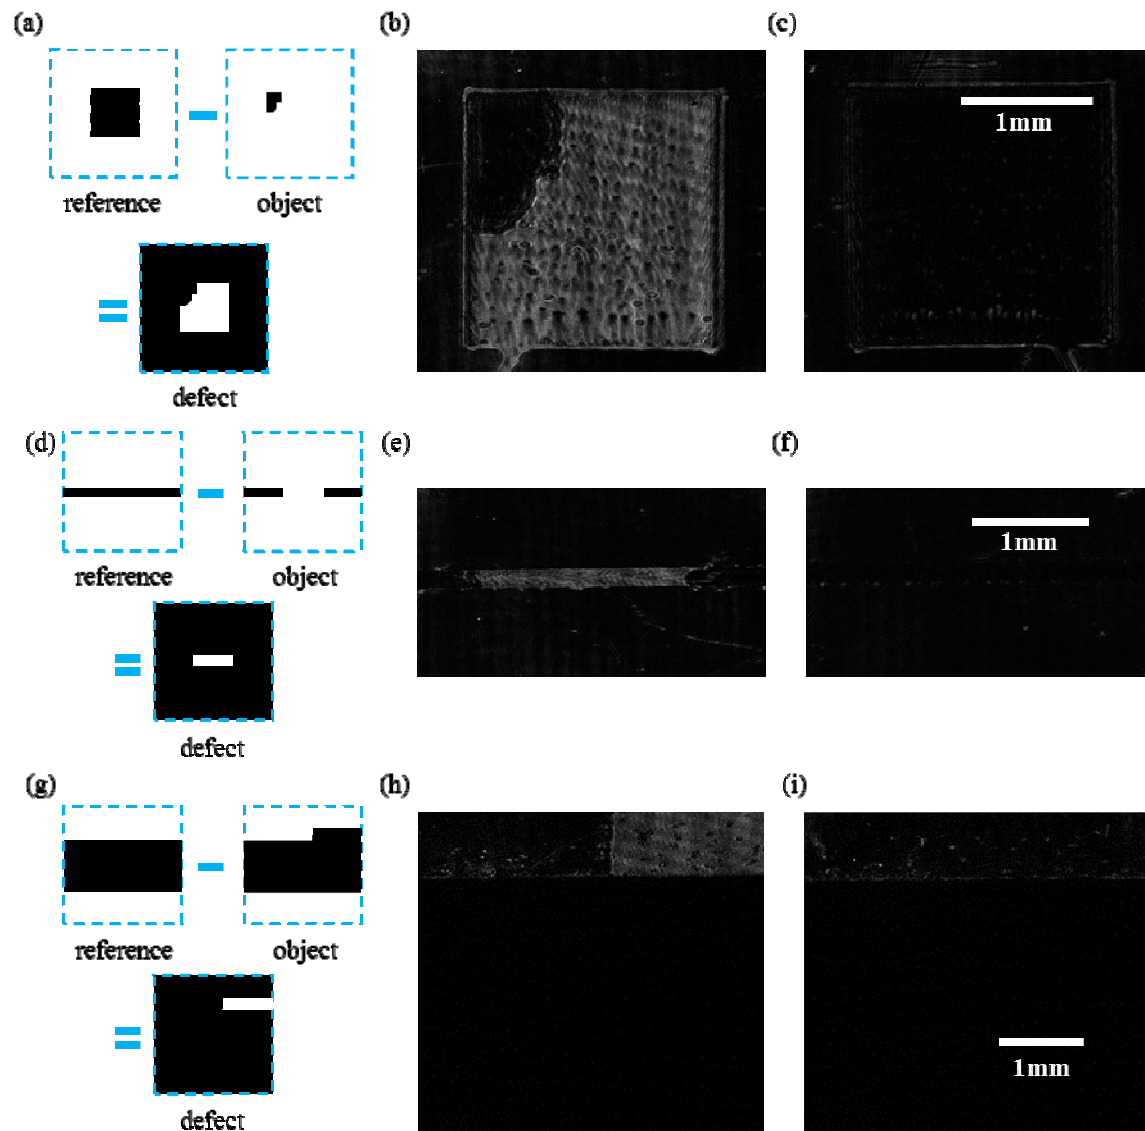 (a)
(b)
(c)
reference
object
1mm
defect
(d)
(e)
(f)
reference
object
1mm
defect
(g)
(h)
(i)
reference
object
defect
1mm